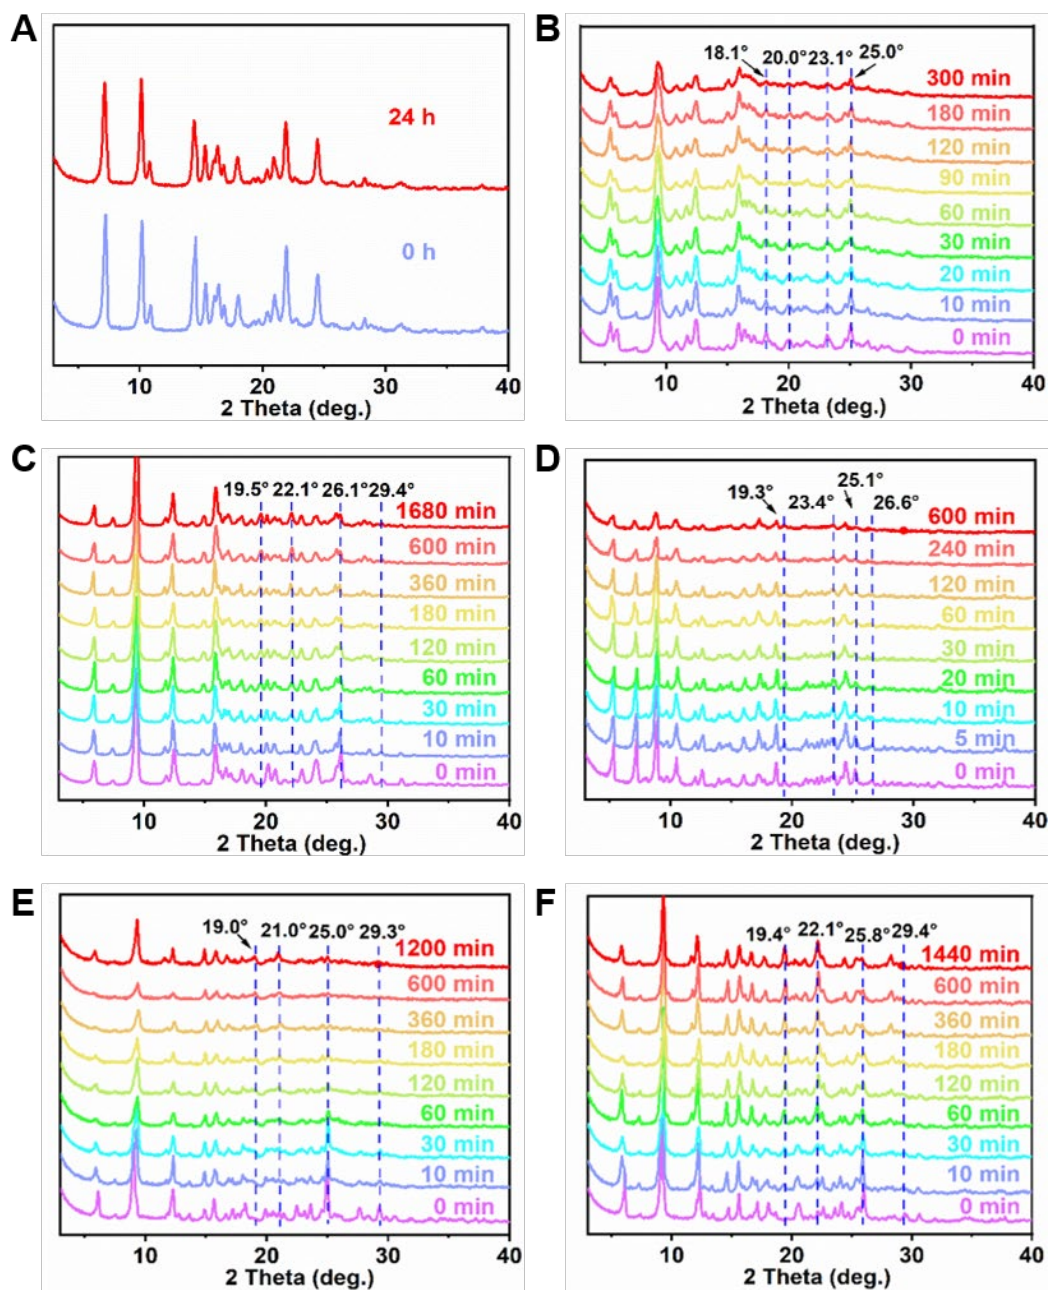 A
24 h
0 h
10 20 30 40
2 Theta (deg.)
B
18.1° 20.0° 23.1° 25.0°
300 min
180 min
120 min
90 min
60 min
30 min
20 min
10 min
0 min
10 20 30 40
2 Theta (deg.)
C
19.5° 22.1° 26.1° 29.4°
1680 min
600 min
360 min
180 min
120 min
60 min
30 min
10 min
0 min
10 20 30 40
2 Theta (deg.)
D
25.1°
19.3° 23.4° 26.6°
600 min
240 min
120 min
60 min
30 min
20 min
10 min
5 min
0 min
10 20 30 40
2 Theta (deg.)
E
19.0° 21.0° 25.0° 29.3°
1200 min
600 min
360 min
180 min
120 min
60 min
30 min
10 min
0 min
10 20 30 40
2 Theta (deg.)
F
19.4° 22.1° 25.8° 29.4°
1440 min
600 min
360 min
180 min
120 min
60 min
30 min
10 min
0 min
10 20 30 40
2 Theta (deg.)